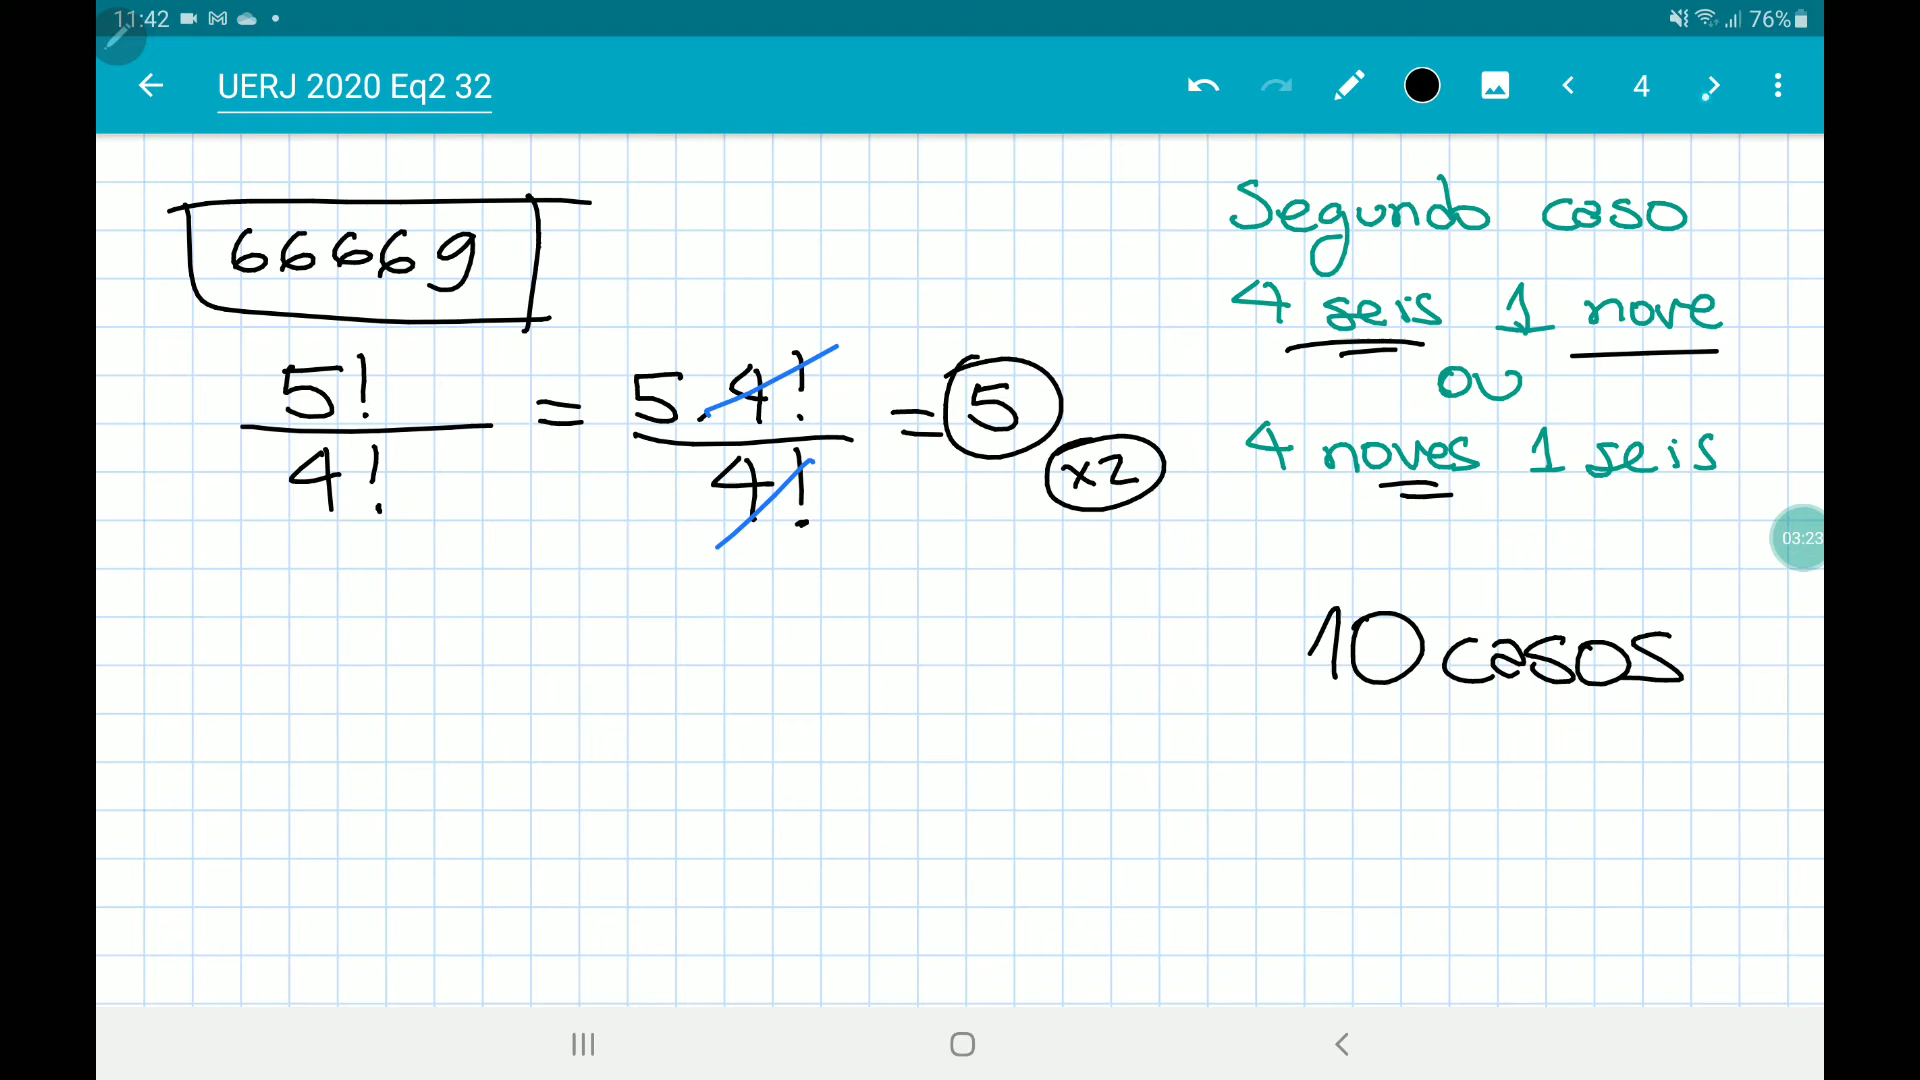 11:42
76%
UERJ 2020 Eq2 32
4
66669
5!/4! = 5.4!/4! = 5 x2
Segundo caso
4 seis 1 nove
ou
4 noves 1 seis
03:23
10 casos